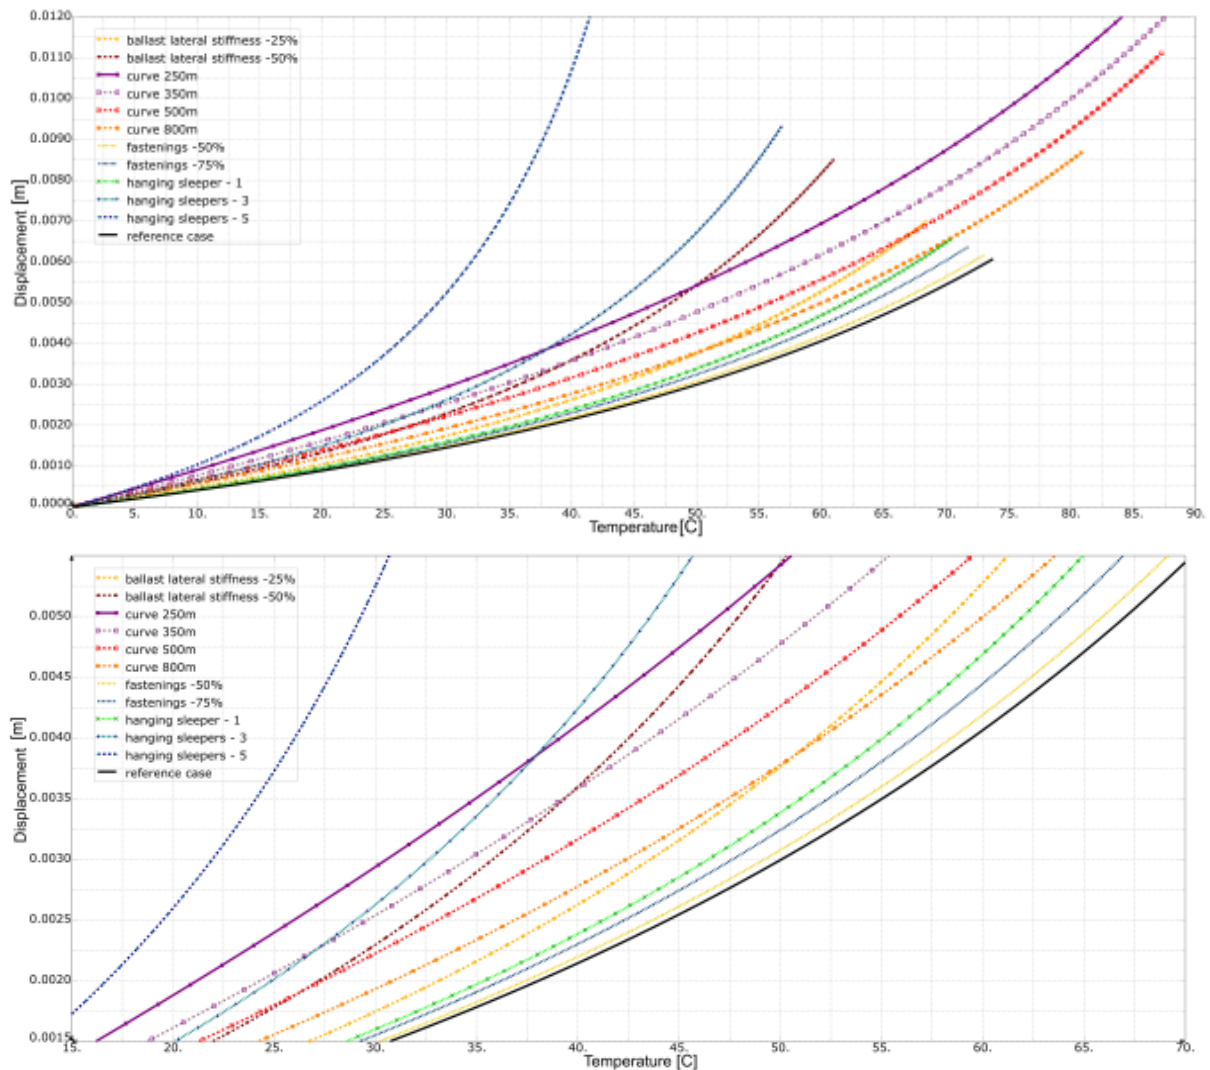 0.0120
0.0110
0.0100
0.0090
0.0080
0.0070
0.0060
0.0050
0.0040
0.0030
0.0020
0.0010
0.0000
Displacement [m]
ballast lateral stiffness -25%
ballast lateral stiffness -50%
curve 250m
curve 350m
curve 500m
curve 800m
fastenings -50%
fastenings -75%
hanging sleeper - 1
hanging sleepers - 3
hanging sleepers - 5
reference case
0. 5. 10. 15. 20. 25. 30. 35. 40. 45. 50. 55. 60. 65. 70. 75. 80. 85. 90.
Temperature [C]
0.0050
0.0045
0.0040
0.0035
0.0030
0.0025
0.0020
0.0015
Displacement [m]
ballast lateral stiffness -25%
ballast lateral stiffness -50%
curve 250m
curve 350m
curve 500m
curve 800m
fastenings -50%
fastenings -75%
hanging sleeper - 1
hanging sleepers - 3
hanging sleepers - 5
reference case
15. 20. 25. 30. 35. 40. 45. 50. 55. 60. 65. 70.
Temperature [C]